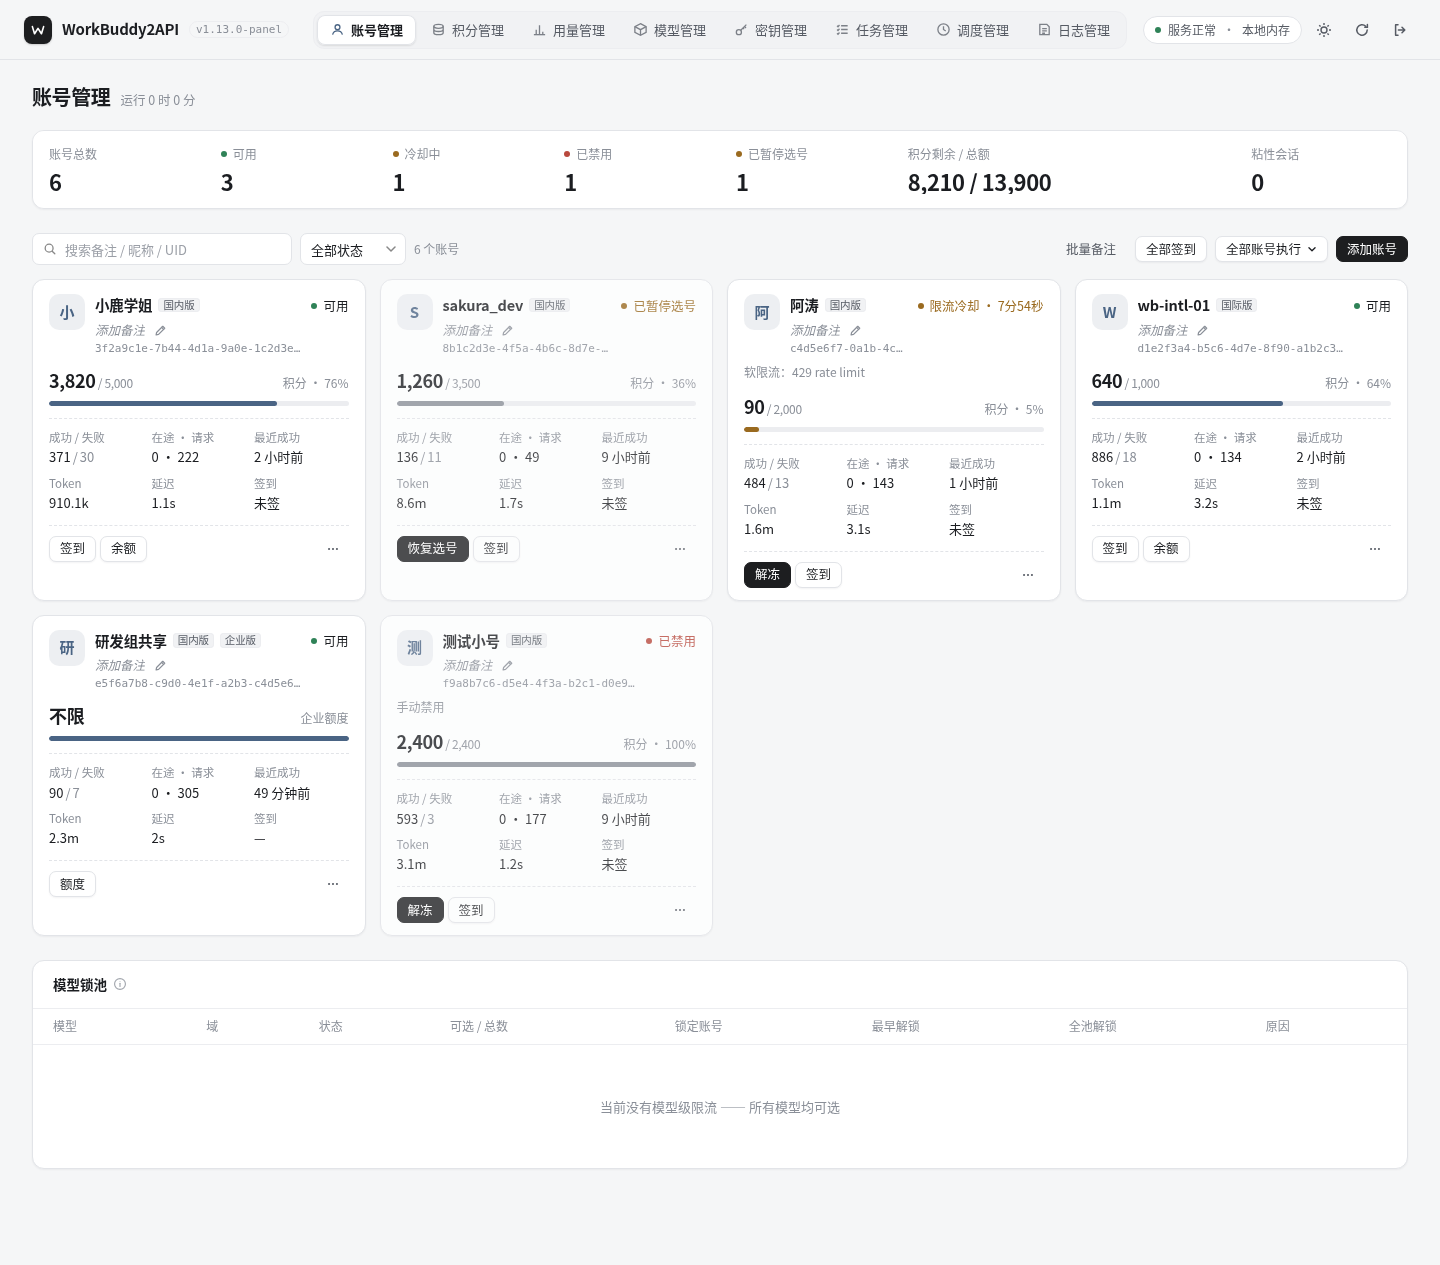 WorkBuddy2API v1.13.0-panel 账号管理 积分管理 用量管理 模型管理 密钥管理 任务管理 调度管理 日志管理 服务正常 · 本地内存
账号管理 运行 0 时 0 分
账号总数 可用 冷却中 已禁用 已暂停选号 积分剩余 / 总额 粘性会话
6 3 1 1 1 8,210 / 13,900 0
搜索备注 / 昵称 / UID 全部状态 6 个账号 批量备注 全部签到 全部账号执行 添加账号
小 小鹿学姐 国内版 可用
添加备注
3f2a9c1e-7b44-4d1a-9a0e-1c2d3e…
3,820 / 5,000 积分 · 76%
成功 / 失败 在途 · 请求 最近成功
371 / 30 0 · 222 2 小时前
Token 延迟 签到
910.1k 1.1s 未签
签到 余额 ···
S sakura_dev 国内版 已暂停选号
添加备注
8b1c2d3e-4f5a-4b6c-8d7e-…
1,260 / 3,500 积分 · 36%
成功 / 失败 在途 · 请求 最近成功
136 / 11 0 · 49 9 小时前
Token 延迟 签到
8.6m 1.7s 未签
恢复选号 签到 ···
阿 阿涛 国内版 限流冷却 · 7分54秒
添加备注
c4d5e6f7-0a1b-4c…
软限流：429 rate limit
90 / 2,000 积分 · 5%
成功 / 失败 在途 · 请求 最近成功
484 / 13 0 · 143 1 小时前
Token 延迟 签到
1.6m 3.1s 未签
解冻 签到 ···
W wb-intl-01 国际版 可用
添加备注
d1e2f3a4-b5c6-4d7e-8f90-a1b2c3…
640 / 1,000 积分 · 64%
成功 / 失败 在途 · 请求 最近成功
886 / 18 0 · 134 2 小时前
Token 延迟 签到
1.1m 3.2s 未签
签到 余额 ···
研 研发组共享 国内版 企业版 可用
添加备注
e5f6a7b8-c9d0-4e1f-a2b3-c4d5e6…
不限 企业额度
成功 / 失败 在途 · 请求 最近成功
90 / 7 0 · 305 49 分钟前
Token 延迟 签到
2.3m 2s —
额度 ···
测 测试小号 国内版 已禁用
添加备注
f9a8b7c6-d5e4-4f3a-b2c1-d0e9…
手动禁用
2,400 / 2,400 积分 · 100%
成功 / 失败 在途 · 请求 最近成功
593 / 3 0 · 177 9 小时前
Token 延迟 签到
3.1m 1.2s 未签
解冻 签到 ···
模型锁池
模型 域 状态 可选 / 总数 锁定账号 最早解锁 全池解锁 原因
当前没有模型级限流 —— 所有模型均可选